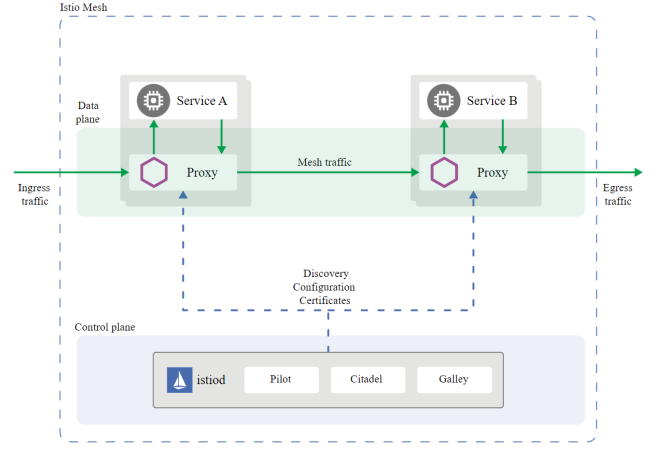 Istio Mesh
Data
plane
Service A
Service B
Proxy
Mesh traffic
Proxy
Ingress
traffic
Egress
traffic
Discovery
Configuration
Certificates
Control plane
istiod
Pilot
Citadel
Galley